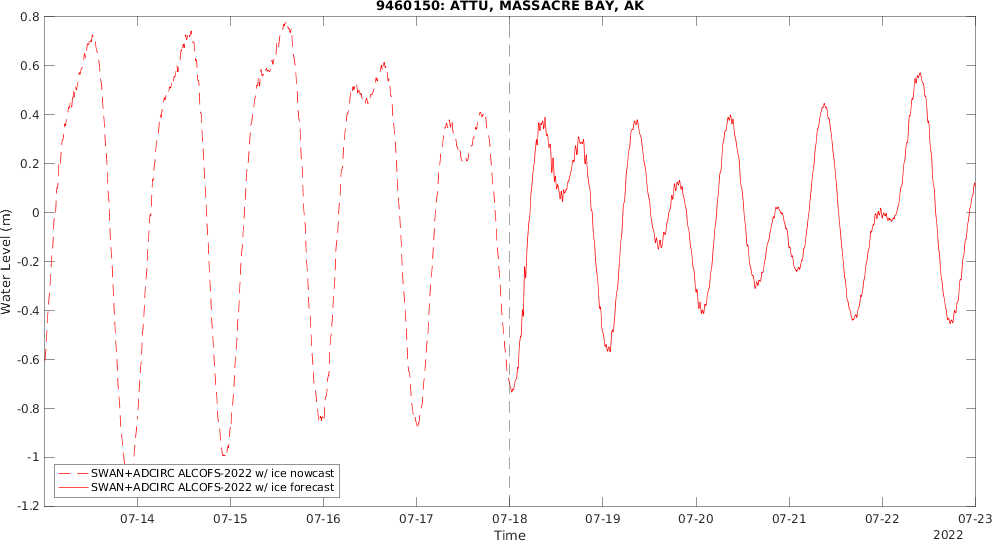 9460150: ATTU, MASSACRE BAY, AK
0.8
0.6
0.4
0.2
0
-0.2
-0.4
-0.6
-0.8
-1
-1.2
Water Level (m)
SWAN+ADCIRC ALCOFS-2022 w/ ice nowcast
SWAN+ADCIRC ALCOFS-2022 w/ ice forecast
07-14 07-15 07-16 07-17 07-18 07-19 07-20 07-21 07-22 07-23
Time
2022